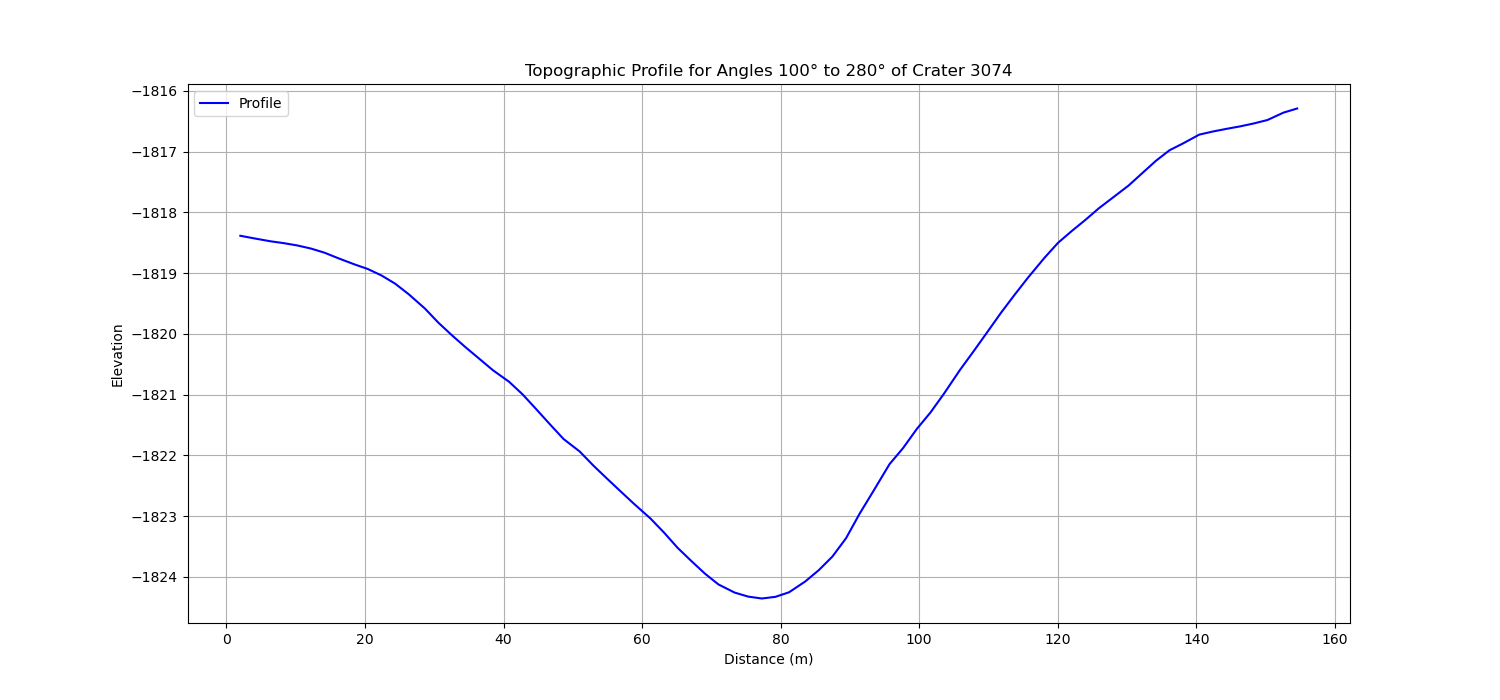 Topographic Profile for Angles 100° to 280° of Crater 3074
Profile
Elevation
−1816
−1817
−1818
−1819
−1820
−1821
−1822
−1823
−1824
0 20 40 60 80 100 120 140 160
Distance (m)